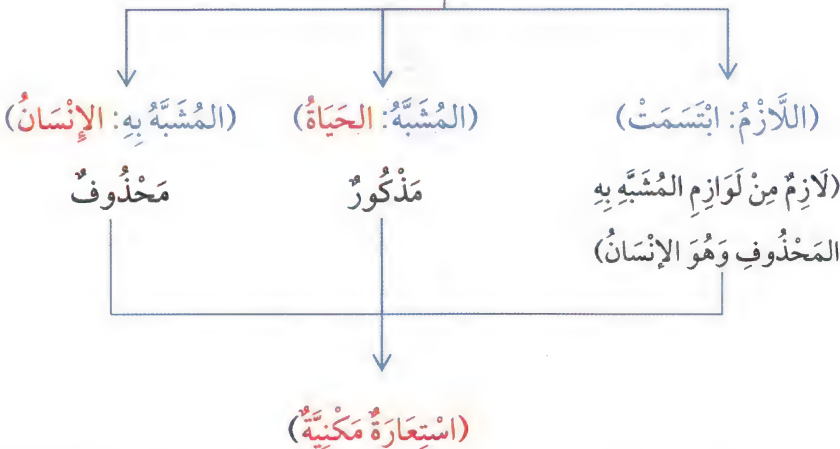 (اللَّازْمُ: ابْتَسَمَتْ)
(المُشَبَّهُ: الحَيَاةُ)
(المُشَبَّهُ بِهِ: الإِنْسَانُ)
(لَازِمٌ مِنْ لَوَازِمِ المُشَبَّهِ بِهِ
المَحْذُوفِ وَهُوَ الإنْسَانُ)
مَذْكُورٌ
مَحْذُوفٌ
(اسْتِعَارَةٌ مَكْنِيَّةٌ)